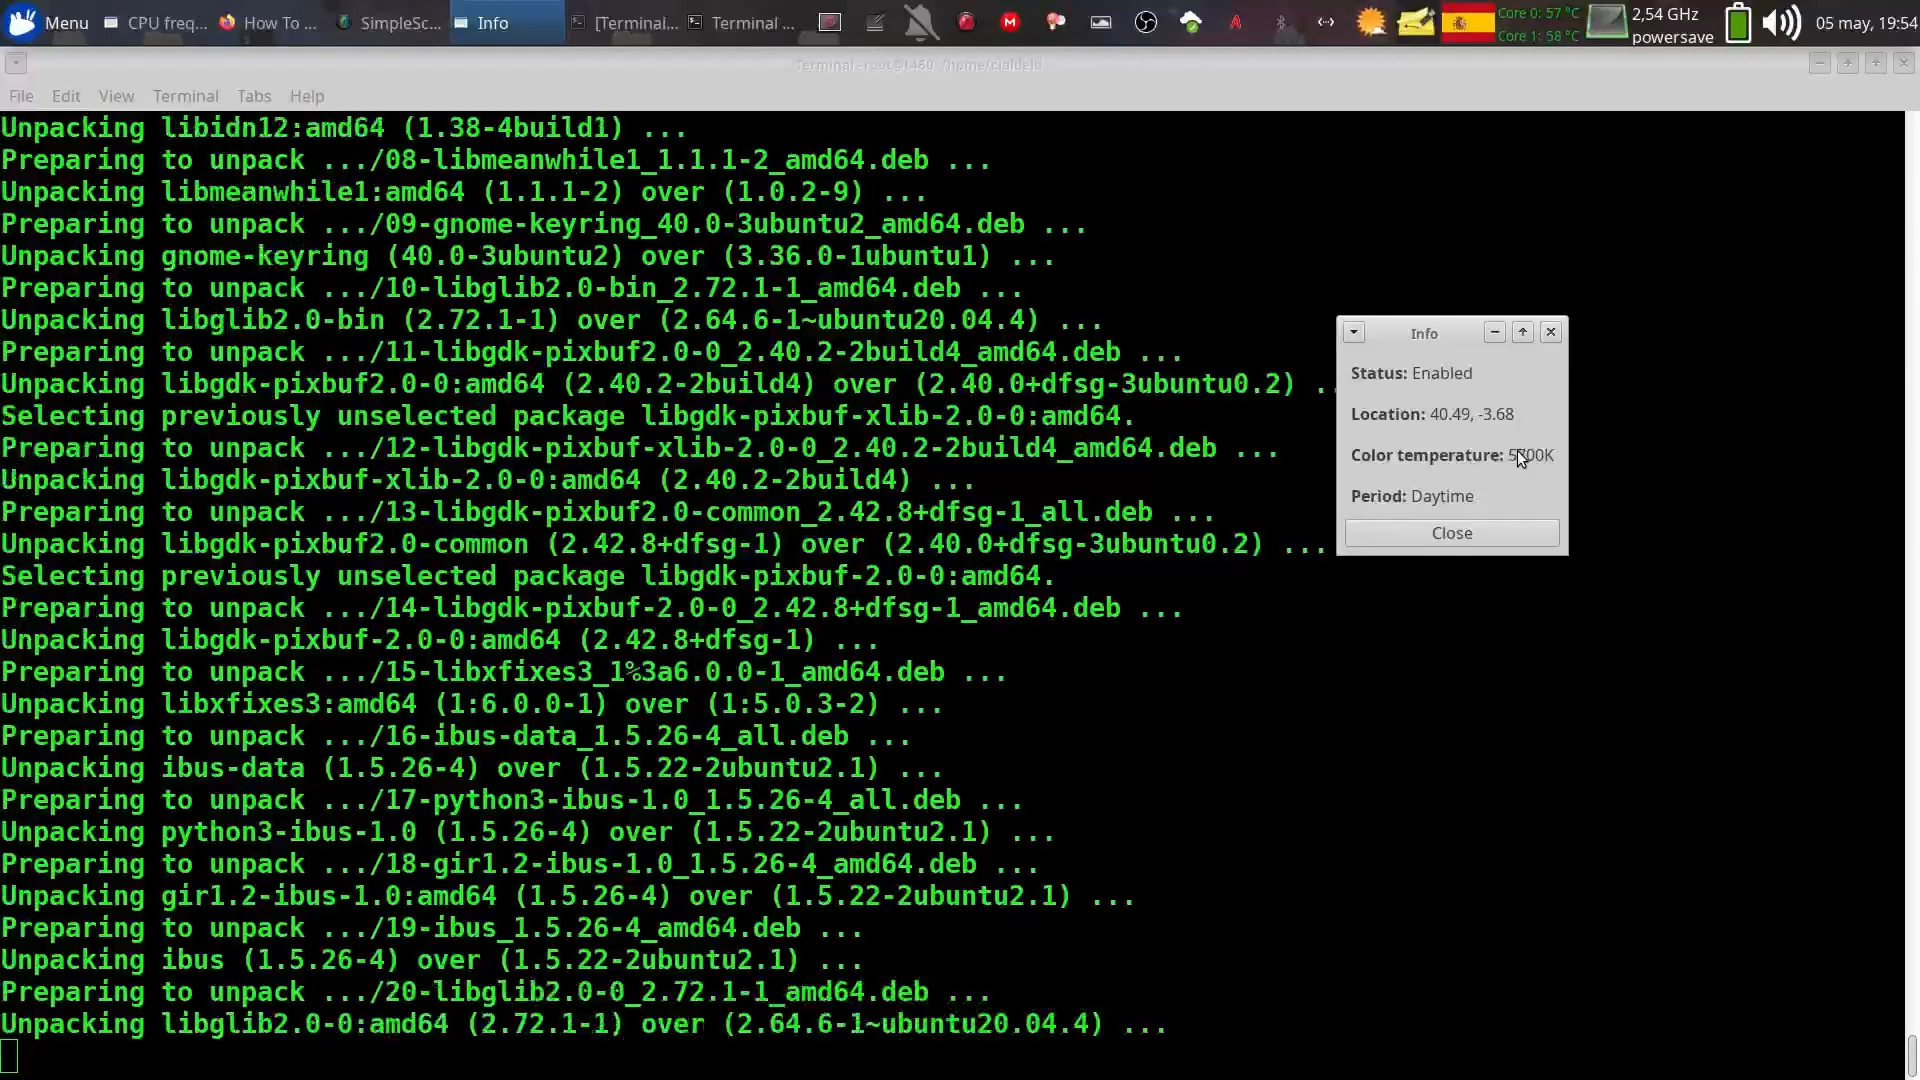 Menu CPU freq... How To ... SimpleSc... Info [Terminal... Terminal ... Core 0: 57 °C Core 1: 58 °C 2,54 GHz powersave 05 may, 19:54
File Edit View Terminal Tabs Help
Unpacking libidn12:amd64 (1.38-4build1) ...
Preparing to unpack .../08-libmeanwhile1_1.1.1-2_amd64.deb ...
Unpacking libmeanwhile1:amd64 (1.1.1-2) over (1.0.2-9) ...
Preparing to unpack .../09-gnome-keyring_40.0-3ubuntu2_amd64.deb ...
Unpacking gnome-keyring (40.0-3ubuntu2) over (3.36.0-1ubuntu1) ...
Preparing to unpack .../10-libglib2.0-bin_2.72.1-1_amd64.deb ...
Unpacking libglib2.0-bin (2.72.1-1) over (2.64.6-1~ubuntu20.04.4) ...
Preparing to unpack .../11-libgdk-pixbuf2.0-0_2.40.2-2build4_amd64.deb ...
Unpacking libgdk-pixbuf2.0-0:amd64 (2.40.2-2build4) over (2.40.0+dfsg-3ubuntu0.2) ..
Selecting previously unselected package libgdk-pixbuf-xlib-2.0-0:amd64.
Preparing to unpack .../12-libgdk-pixbuf-xlib-2.0-0_2.40.2-2build4_amd64.deb ...
Unpacking libgdk-pixbuf-xlib-2.0-0:amd64 (2.40.2-2build4) ...
Preparing to unpack .../13-libgdk-pixbuf2.0-common_2.42.8+dfsg-1_all.deb ...
Unpacking libgdk-pixbuf2.0-common (2.42.8+dfsg-1) over (2.40.0+dfsg-3ubuntu0.2) ...
Selecting previously unselected package libgdk-pixbuf-2.0-0:amd64.
Preparing to unpack .../14-libgdk-pixbuf-2.0-0_2.42.8+dfsg-1_amd64.deb ...
Unpacking libgdk-pixbuf-2.0-0:amd64 (2.42.8+dfsg-1) ...
Preparing to unpack .../15-libxfixes3_1%3a6.0.0-1_amd64.deb ...
Unpacking libxfixes3:amd64 (1:6.0.0-1) over (1:5.0.3-2) ...
Preparing to unpack .../16-ibus-data_1.5.26-4_all.deb ...
Unpacking ibus-data (1.5.26-4) over (1.5.22-2ubuntu2.1) ...
Preparing to unpack .../17-python3-ibus-1.0_1.5.26-4_all.deb ...
Unpacking python3-ibus-1.0 (1.5.26-4) over (1.5.22-2ubuntu2.1) ...
Preparing to unpack .../18-gir1.2-ibus-1.0_1.5.26-4_amd64.deb ...
Unpacking gir1.2-ibus-1.0:amd64 (1.5.26-4) over (1.5.22-2ubuntu2.1) ...
Preparing to unpack .../19-ibus_1.5.26-4_amd64.deb ...
Unpacking ibus (1.5.26-4) over (1.5.22-2ubuntu2.1) ...
Preparing to unpack .../20-libglib2.0-0_2.72.1-1_amd64.deb ...
Unpacking libglib2.0-0:amd64 (2.72.1-1) over (2.64.6-1~ubuntu20.04.4) ...
Info
Status: Enabled
Location: 40.49, -3.68
Color temperature:
Period: Daytime
Close